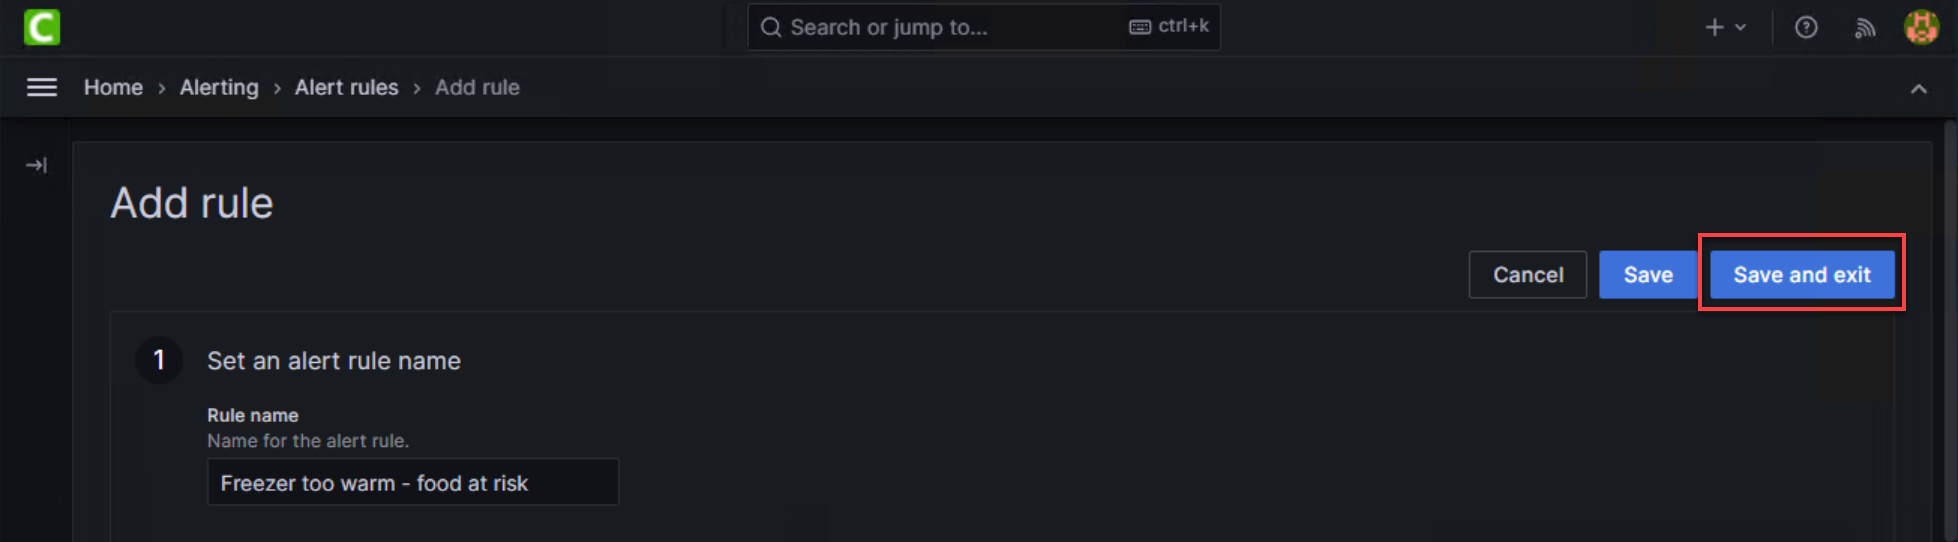 C
Search or jump to... ctrl+k
Home › Alerting › Alert rules › Add rule
Add rule
Cancel Save Save and exit
1 Set an alert rule name
Rule name
Name for the alert rule.
Freezer too warm - food at risk